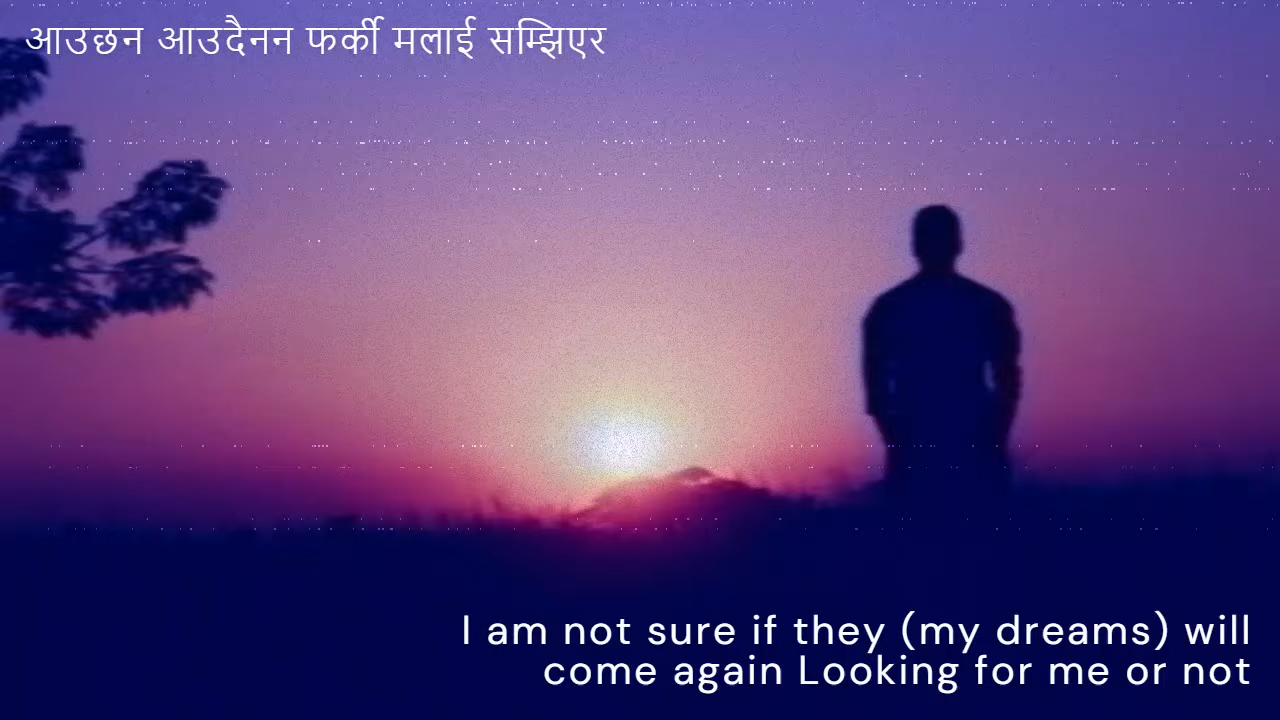 आउछन आउदैनन फर्की मलाई सम्झिएर
I am not sure if they (my dreams) will
come again Looking for me or not